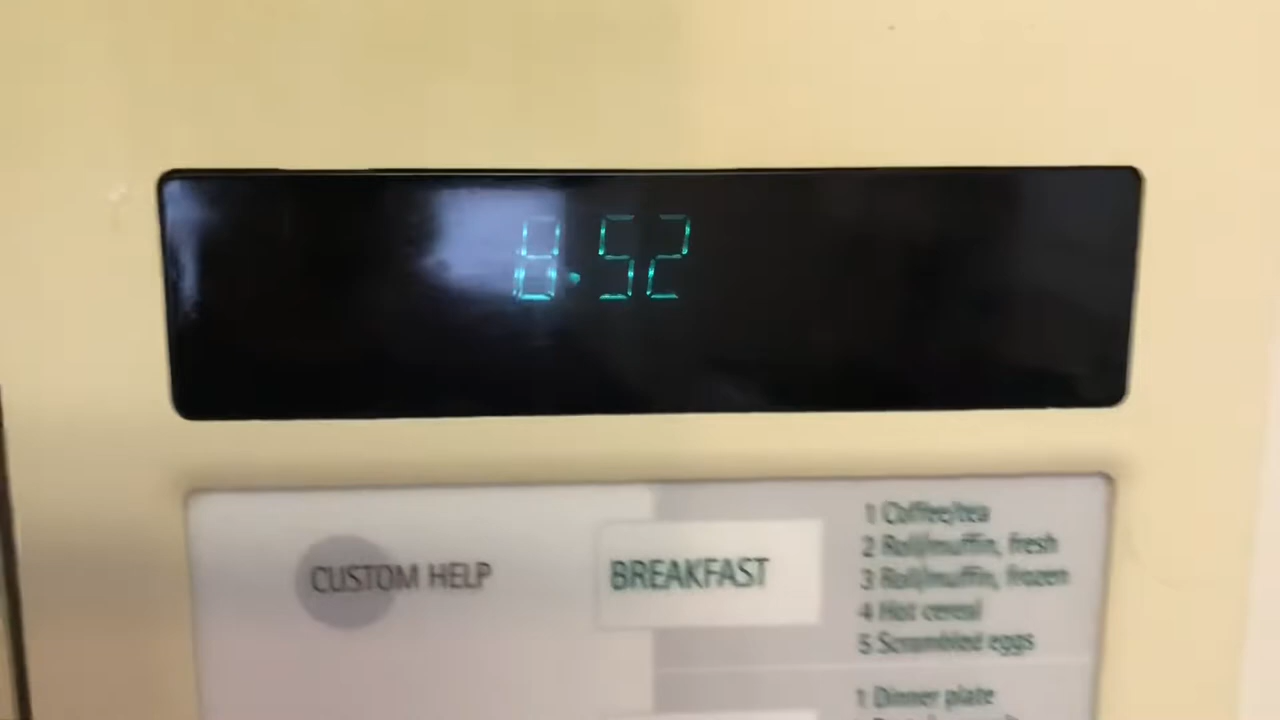 8:52
CUSTOM HELP
BREAKFAST
1 Coffee/tea
2 Roll/muffin, fresh
3 Roll/muffin, frozen
4 Hot cereal
5 Scrambled eggs
1 Dinner plate